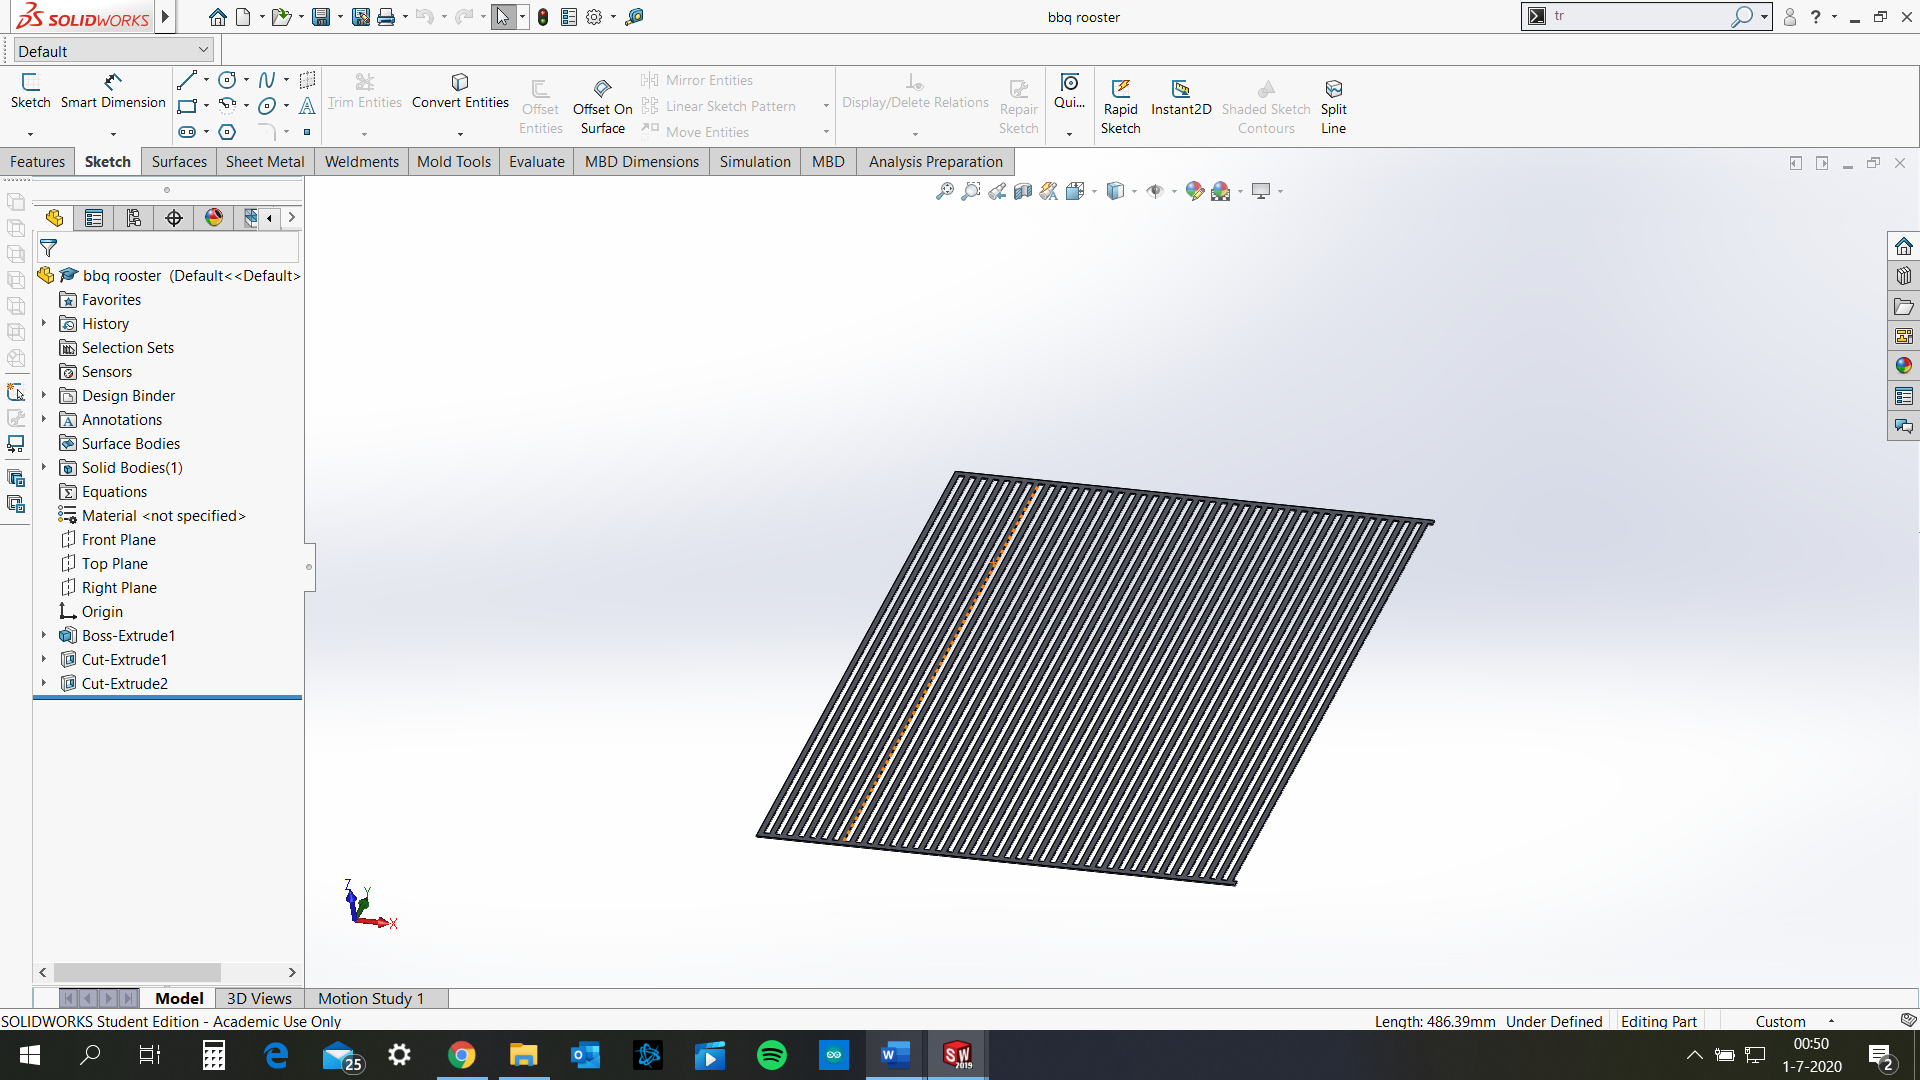 SOLIDWORKS
bbq rooster
tr
Default
Sketch
Smart Dimension
Trim Entities
Convert Entities
Offset Entities
Offset On Surface
Mirror Entities
Linear Sketch Pattern
Move Entities
Display/Delete Relations
Repair Sketch
Qui...
Rapid Sketch
Instant2D
Shaded Sketch Contours
Split Line
Features
Sketch
Surfaces
Sheet Metal
Weldments
Mold Tools
Evaluate
MBD Dimensions
Simulation
MBD
Analysis Preparation
bbq rooster (Default<<Default>
Favorites
History
Selection Sets
Sensors
Design Binder
Annotations
Surface Bodies
Solid Bodies(1)
Equations
Material <not specified>
Front Plane
Top Plane
Right Plane
Origin
Boss-Extrude1
Cut-Extrude1
Cut-Extrude2
Z
Y
X
Model
3D Views
Motion Study 1
SOLIDWORKS Student Edition - Academic Use Only
Length: 486.39mm
Under Defined
Editing Part
Custom
25
SW
2019
00:50
1-7-2020
2